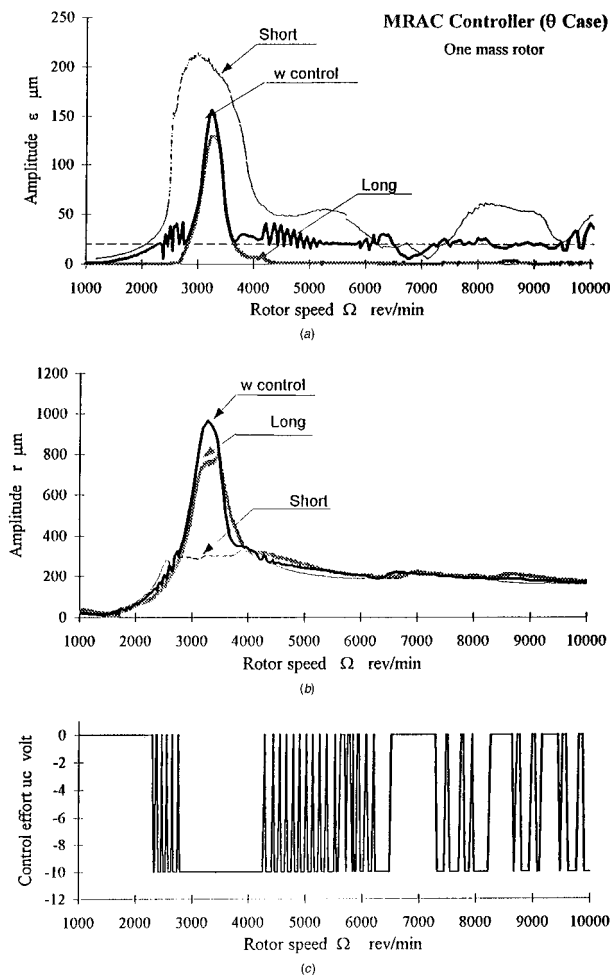 MRAC Controller (θ Case)
One mass rotor
250
200
150
100
50
0
Amplitude ε μm
Short
w control
Long
1000 2000 3000 4000 5000 6000 7000 8000 9000 10000
Rotor speed Ω rev/min
(a)
1200
1000
800
600
400
200
0
Amplitude r μm
w control
Long
Short
1000 2000 3000 4000 5000 6000 7000 8000 9000 10000
Rotor speed Ω rev/min
(b)
0
-2
-4
-6
-8
-10
-12
Control effort uc volt
1000 2000 3000 4000 5000 6000 7000 8000 9000 10000
Rotor speed Ω rev/min
(c)